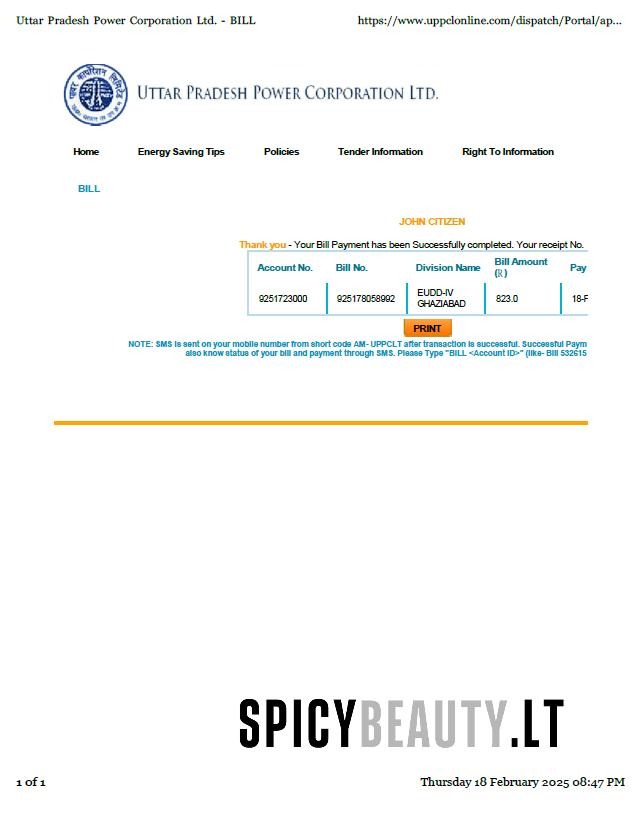 Uttar Pradesh Power Corporation Ltd. - BILL
https://www.uppclonline.com/dispatch/Portal/ap...
UTTAR PRADESH POWER CORPORATION LTD.
Home Energy Saving Tips Policies Tender Information Right To Information
BILL
JOHN CITIZEN
Thank you - Your Bill Payment has been Successfully completed. Your receipt No.
Account No. Bill No. Division Name Bill Amount (R) Pay
9251723000 925178058992 EUDD-IV GHAZIABAD 823.0 18-F
PRINT
NOTE: SMS is sent on your mobile number from short code AM- UPPCLT after transaction is successful. Successful Paym
also know status of your bill and payment through SMS. Please Type "BILL <Account ID>" (like- Bill 532615
SPICYBEAUTY.LT
1 of 1
Thursday 18 February 2025 08:47 PM